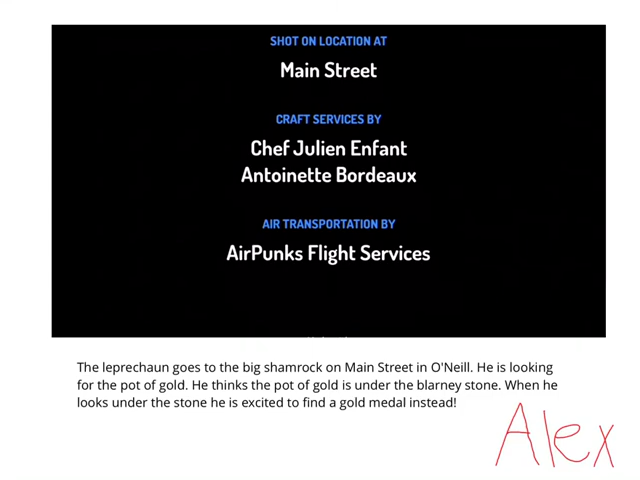 SHOT ON LOCATION AT
Main Street
CRAFT SERVICES BY
Chef Julien Enfant
Antoinette Bordeaux
AIR TRANSPORTATION BY
AirPunks Flight Services
The leprechaun goes to the big shamrock on Main Street in O'Neill. He is looking
for the pot of gold. He thinks the pot of gold is under the blarney stone. When he
looks under the stone he is excited to find a gold medal instead!
Alex